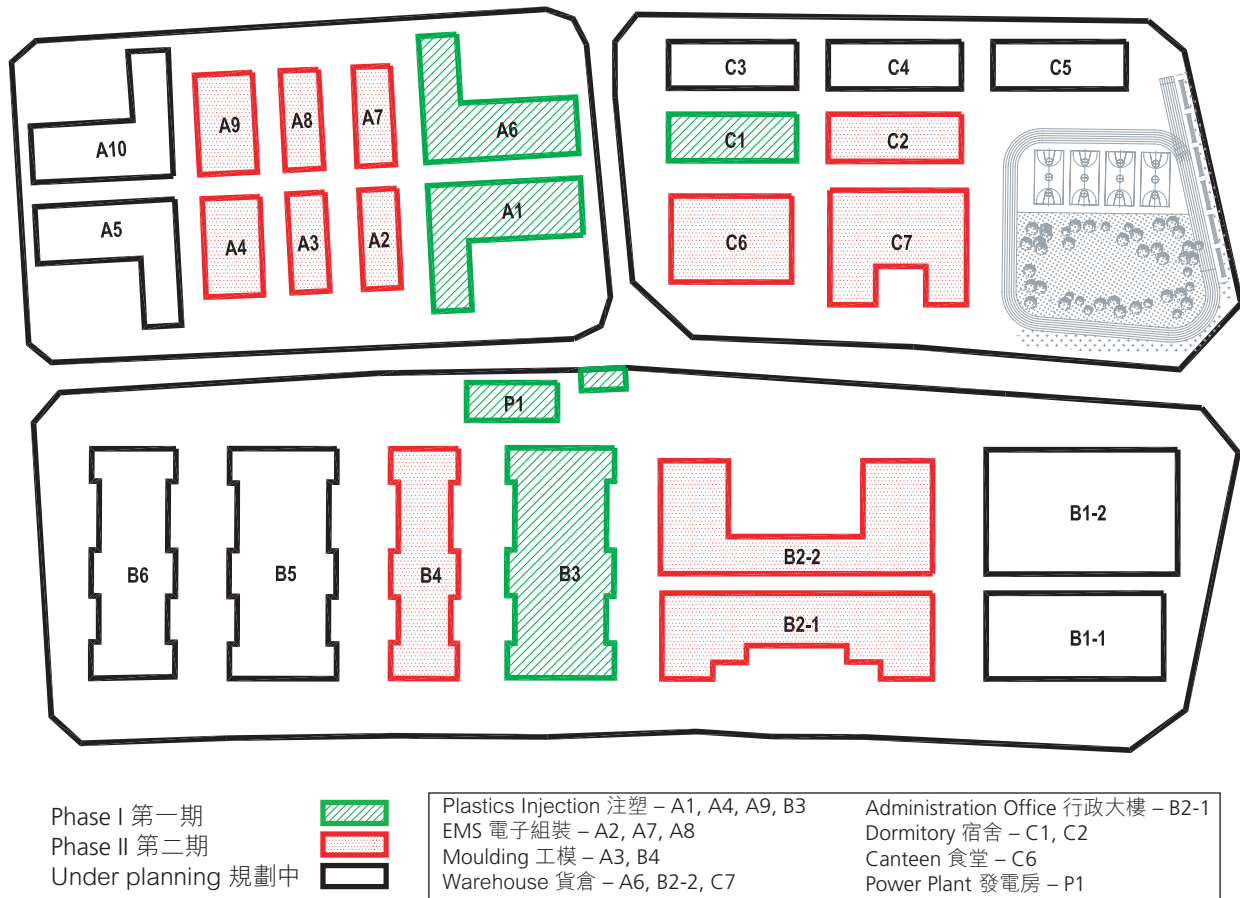 A10
A9
A8
A7
A6
A5
A4
A3
A2
A1
C3
C4
C5
C1
C2
C6
C7
P1
B6
B5
B4
B3
B2-2
B2-1
B1-2
B1-1
Phase I 第一期
Phase II 第二期
Under planning 規劃中
Plastics Injection 注塑 – A1, A4, A9, B3
EMS 電子組裝 – A2, A7, A8
Moulding 工模 – A3, B4
Warehouse 貨倉 – A6, B2-2, C7
Administration Office 行政大樓 – B2-1
Dormitory 宿舍 – C1, C2
Canteen 食堂 – C6
Power Plant 發電房 – P1